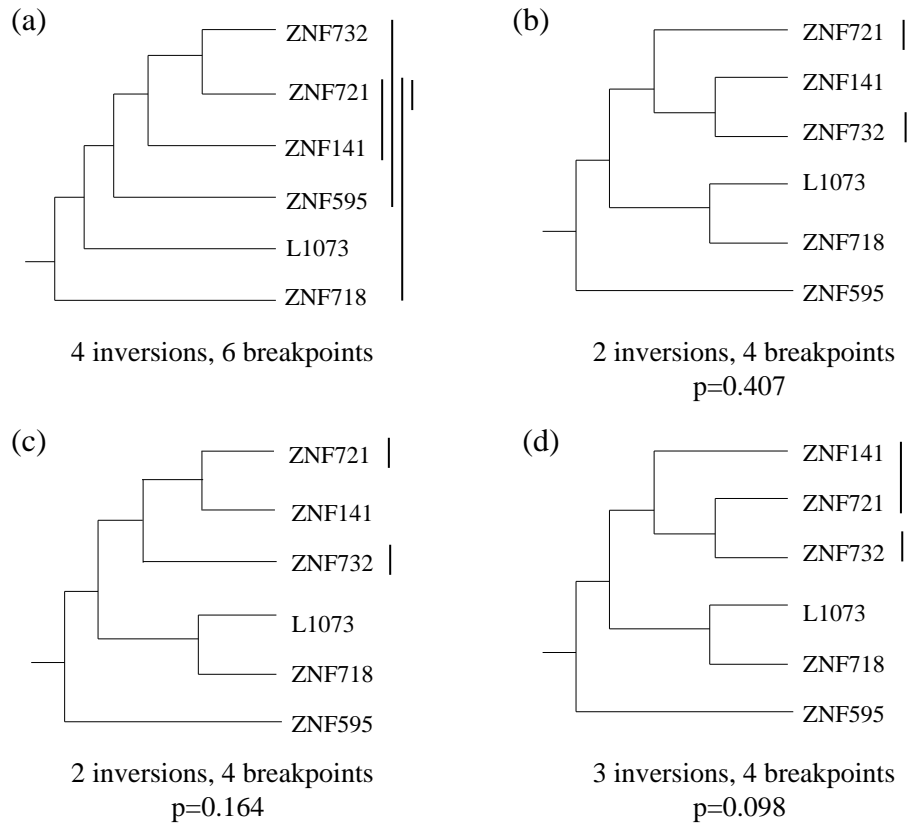 (a)
ZNF732
ZNF721
ZNF141
ZNF595
L1073
ZNF718
4 inversions, 6 breakpoints
(b)
ZNF721
ZNF141
ZNF732
L1073
ZNF718
ZNF595
2 inversions, 4 breakpoints
p=0.407
(c)
ZNF721
ZNF141
ZNF732
L1073
ZNF718
ZNF595
2 inversions, 4 breakpoints
p=0.164
(d)
ZNF141
ZNF721
ZNF732
L1073
ZNF718
ZNF595
3 inversions, 4 breakpoints
p=0.098